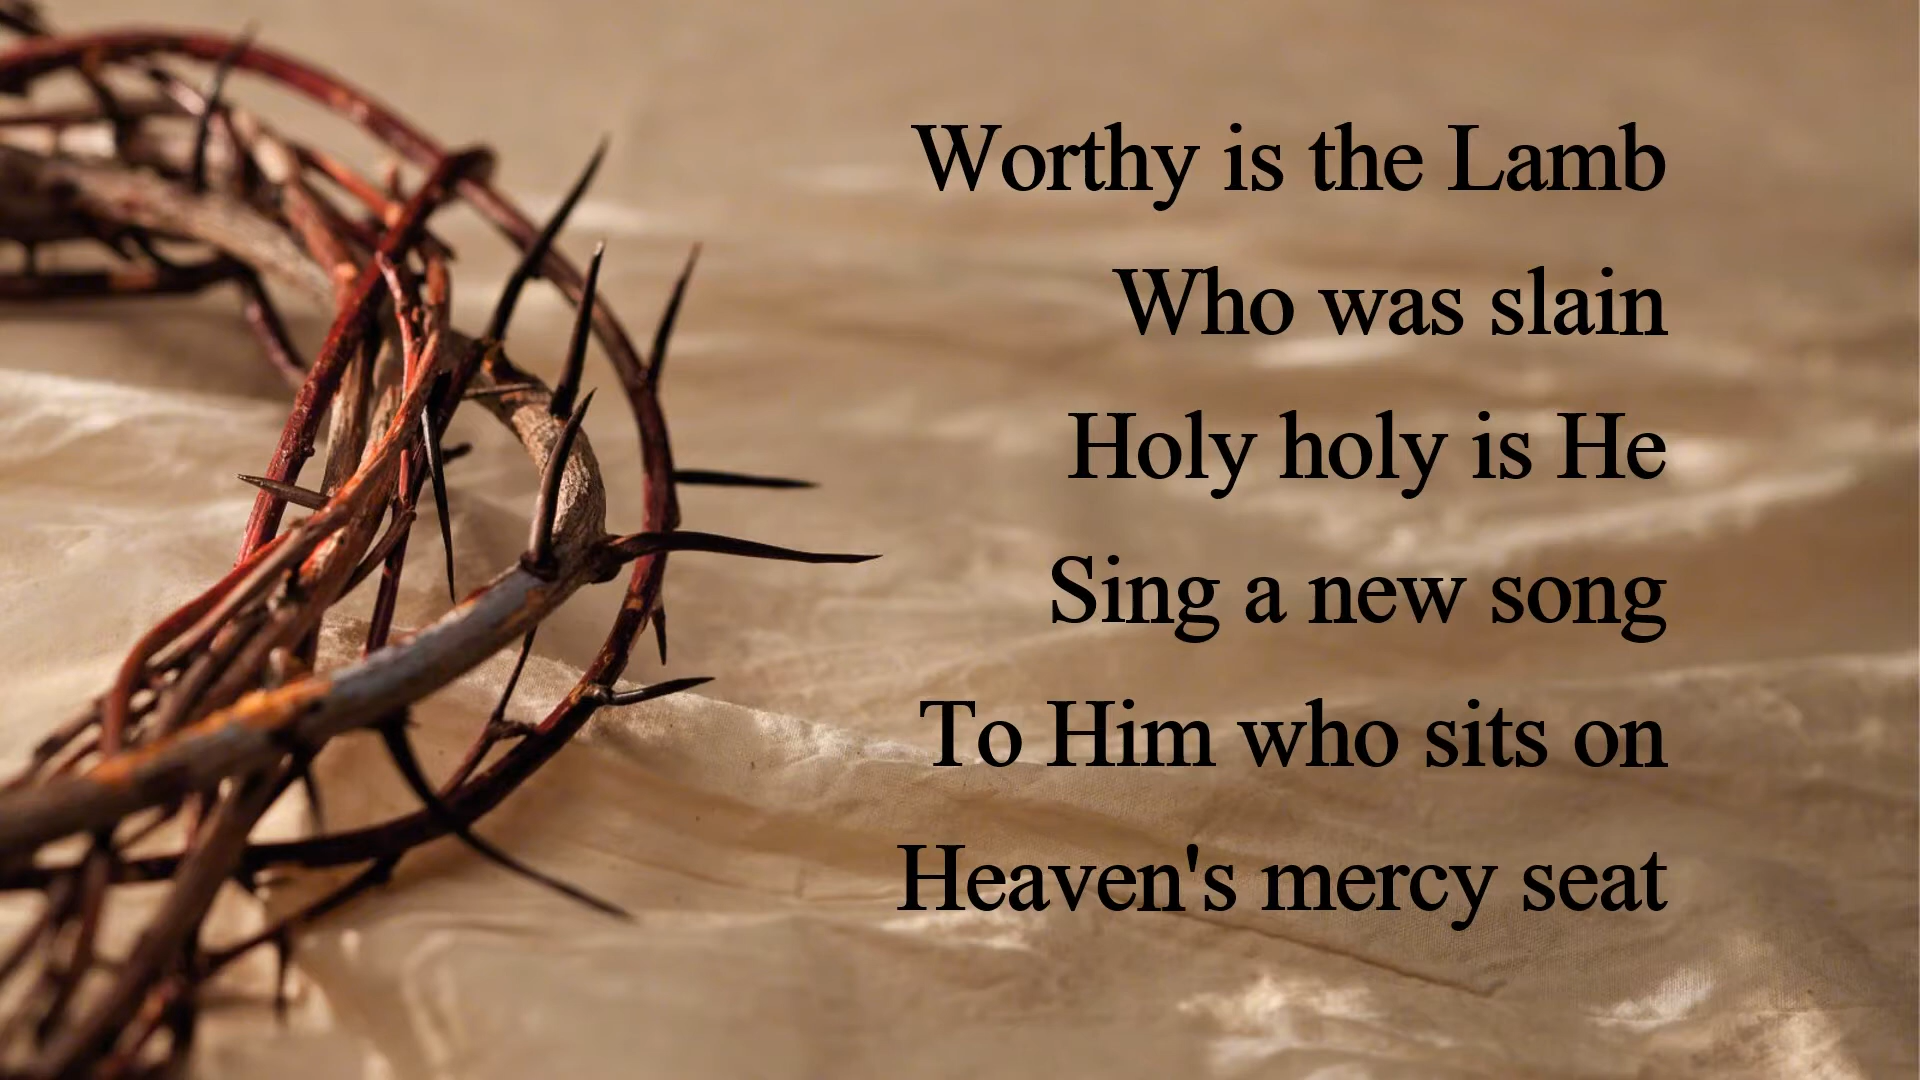 Worthy is the Lamb
Who was slain
Holy holy is He
Sing a new song
To Him who sits on
Heaven's mercy seat